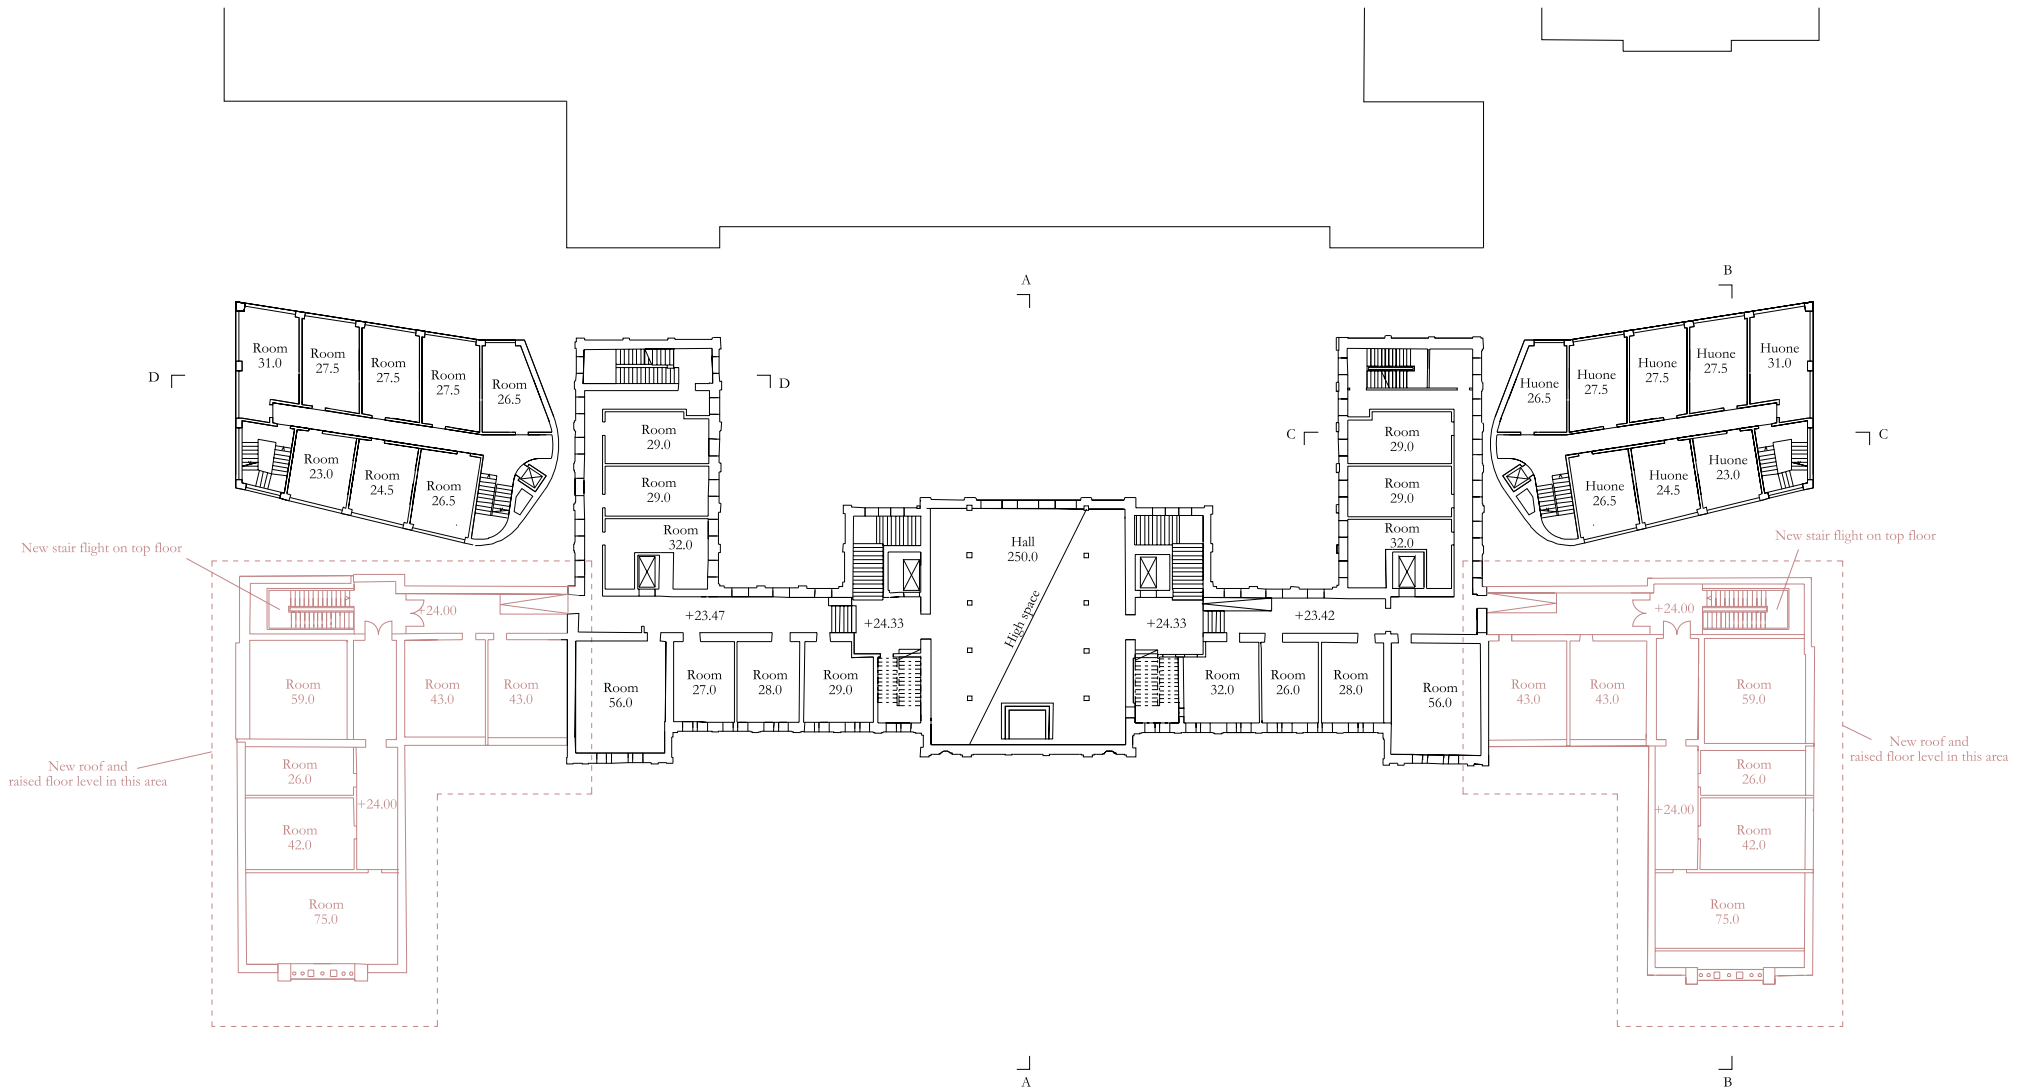 A
B
D
D
Room
31.0
Room
27.5
Room
27.5
Room
27.5
Room
26.5
Room
23.0
Room
24.5
Room
26.5
Huone
26.5
Huone
27.5
Huone
27.5
Huone
27.5
Huone
31.0
Huone
26.5
Huone
24.5
Huone
23.0
C
C
Room
29.0
Room
29.0
Room
32.0
Room
29.0
Room
29.0
Room
32.0
Hall
250.0
High space
New stair flight on top floor
New stair flight on top floor
+24.00
+23.47
+24.33
+24.33
+23.42
+24.00
Room
59.0
Room
43.0
Room
43.0
Room
56.0
Room
27.0
Room
28.0
Room
29.0
Room
32.0
Room
26.0
Room
28.0
Room
56.0
Room
43.0
Room
43.0
Room
59.0
New roof and
raised floor level in this area
New roof and
raised floor level in this area
Room
26.0
+24.00
Room
42.0
Room
75.0
Room
26.0
+24.00
Room
42.0
Room
75.0
A
B